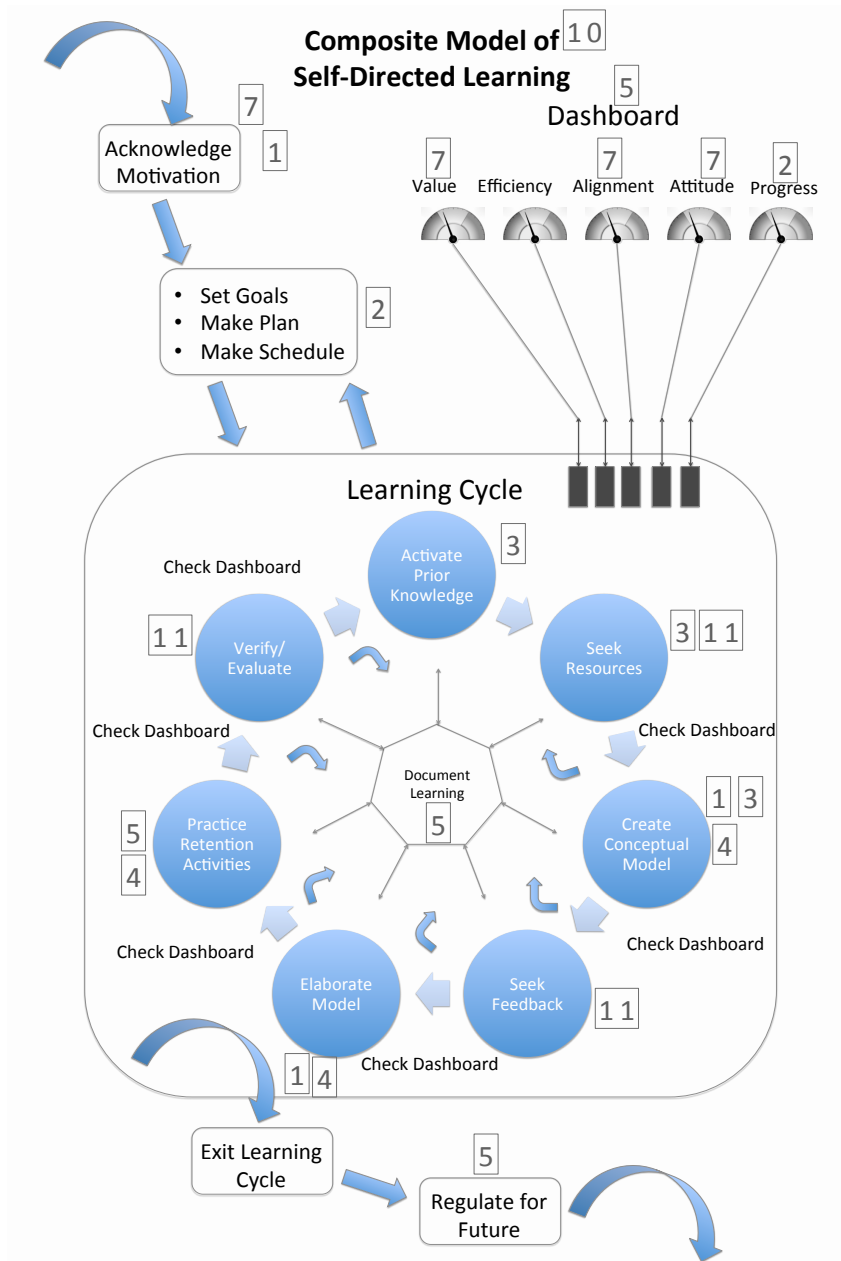 Composite Model of
10
Self-Directed Learning
5
Dashboard
7
1
Acknowledge
Motivation
7
7
7
2
Value
Efficiency
Alignment
Attitude
Progress
• Set Goals
• Make Plan
• Make Schedule
2
Learning Cycle
Activate
Prior
Knowledge
3
Check Dashboard
11
Verify/
Evaluate
Seek
Resources
3
11
Check Dashboard
Check Dashboard
Document
Learning
5
5
4
Practice
Retention
Activities
Create
Conceptual
Model
1
3
4
Check Dashboard
Check Dashboard
Elaborate
Model
1
4
Seek
Feedback
11
Check Dashboard
Exit Learning
Cycle
5
Regulate for
Future